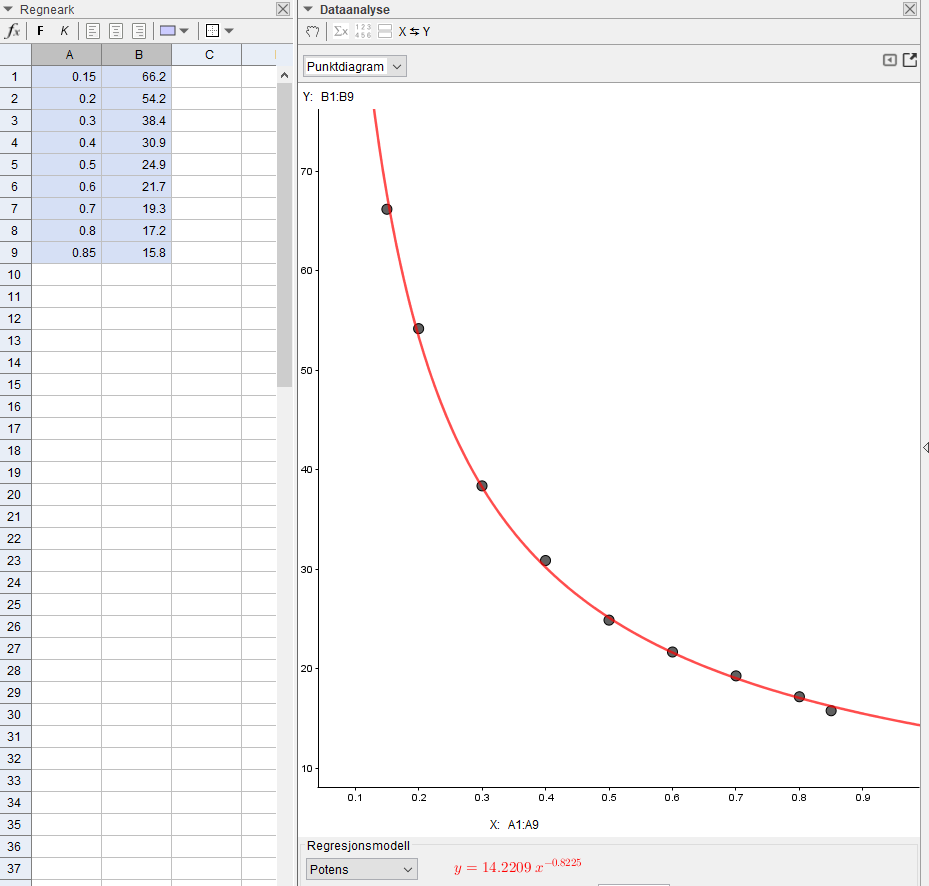 Regneark
fx F K
A B C
1 0.15 66.2
2 0.2 54.2
3 0.3 38.4
4 0.4 30.9
5 0.5 24.9
6 0.6 21.7
7 0.7 19.3
8 0.8 17.2
9 0.85 15.8
10
11
12
13
14
15
16
17
18
19
20
21
22
23
24
25
26
27
28
29
30
31
32
33
34
35
36
37
Dataanalyse
Σx 123 456 X ⇆ Y
Punktdiagram
Y: B1:B9
70
60
50
40
30
20
10
0.1 0.2 0.3 0.4 0.5 0.6 0.7 0.8 0.9
X: A1:A9
Regresjonsmodell
Potens y = 14.2209 x^−0.8225